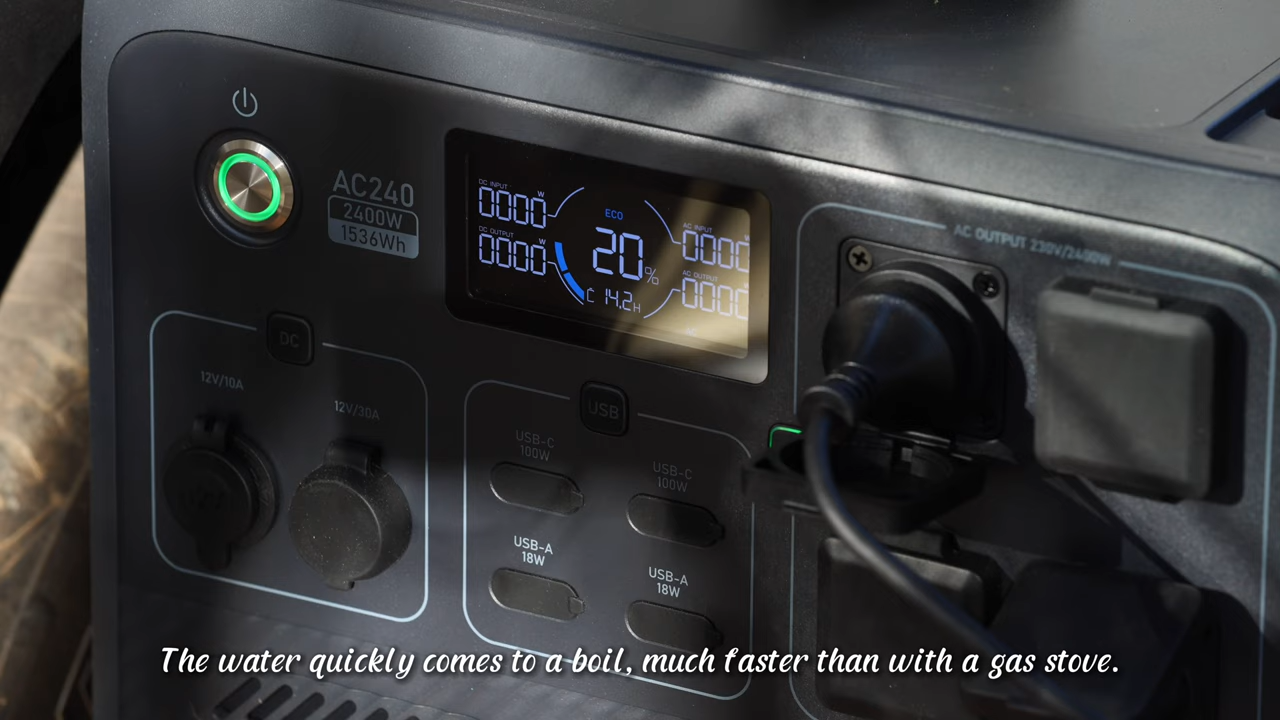 AC240
2400W
1536Wh
DC INPUT
0000 W
DC OUTPUT
0000 W
ECO
20%
14.2H
AC INPUT
0000 W
AC OUTPUT
0000
AC
AC OUTPUT 230V/2400W
DC
12V/10A
12V/30A
USB
USB-C
100W
USB-C
100W
USB-A
18W
USB-A
18W
The water quickly comes to a boil, much faster than with a gas stove.